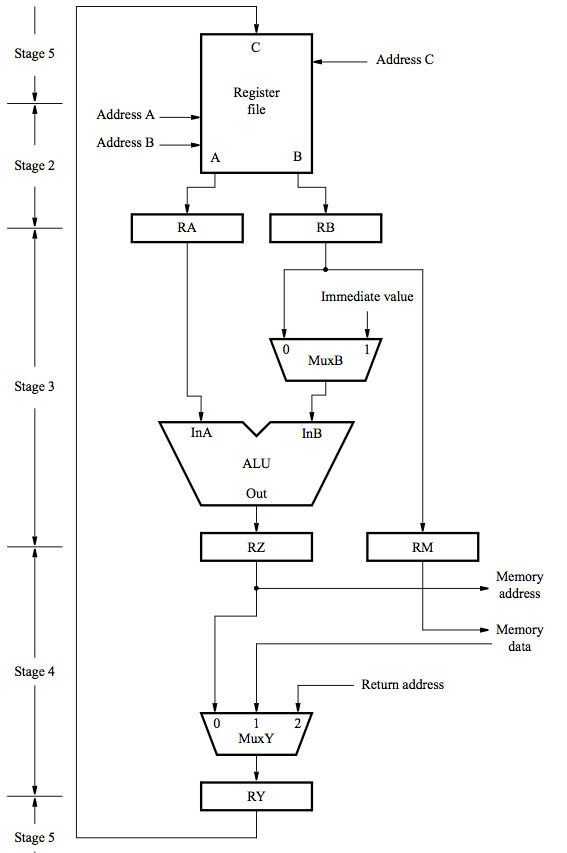 Stage 5
C
Address C
Register
file
Address A
Address B
Stage 2
A
B
RA
RB
Immediate value
0
1
MuxB
Stage 3
InA
InB
ALU
Out
RZ
RM
Memory
address
Memory
data
Stage 4
Return address
0
1
2
MuxY
RY
Stage 5